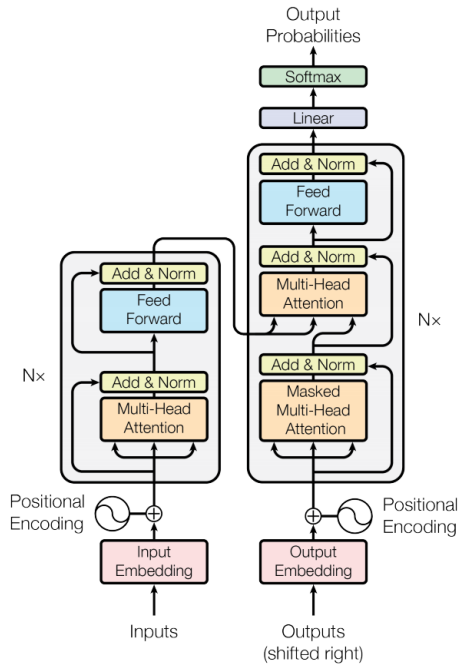 Output
Probabilities
Softmax
Linear
Add & Norm
Feed
Forward
Add & Norm
Multi-Head
Attention
Add & Norm
Masked
Multi-Head
Attention
Nx
Positional
Encoding
Output
Embedding
Outputs
(shifted right)
Add & Norm
Feed
Forward
Add & Norm
Multi-Head
Attention
Nx
Positional
Encoding
Input
Embedding
Inputs